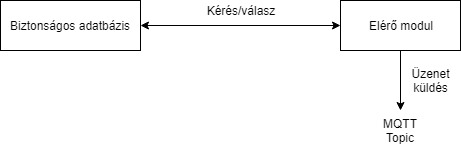 Biztonságos adatbázis
Kérés/válasz
Elérő modul
Üzenet
küldés
MQTT
Topic